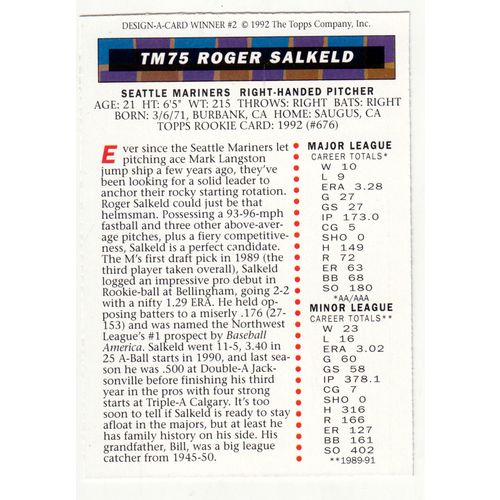 DESIGN-A-CARD WINNER #2 © 1992 The Topps Company, Inc.
TM75 ROGER SALKELD
SEATTLE MARINERS RIGHT-HANDED PITCHER
AGE: 21 HT: 6'5" WT: 215 THROWS: RIGHT BATS: RIGHT
BORN: 3/6/71, BURBANK, CA HOME: SAUGUS, CA
TOPPS ROOKIE CARD: 1992 (#676)
Ever since the Seattle Mariners let
pitching ace Mark Langston
jump ship a few years ago, they've
been looking for a solid leader to
anchor their rocky starting rotation.
Roger Salkeld could just be that
helmsman. Possessing a 93-96-mph
fastball and three other above-aver-
age pitches, plus a fiery competitive-
ness, Salkeld is a perfect candidate.
The M's first draft pick in 1989 (the
third player taken overall), Salkeld
logged an impressive pro debut in
Rookie-ball at Bellingham, going 2-2
with a nifty 1.29 ERA. He held op-
posing batters to a miserly .176 (27-
153) and was named the Northwest
League's #1 prospect by Baseball
America. Salkeld went 11-5, 3.40 in
25 A-Ball starts in 1990, and last sea-
son he was .500 at Double-A Jack-
sonville before finishing his third
year in the pros with four strong
starts at Triple-A Calgary. It's too
soon to tell if Salkeld is ready to stay
afloat in the majors, but at least he
has family history on his side. His
grandfather, Bill, was a big league
catcher from 1945-50.
MAJOR LEAGUE
CAREER TOTALS*
W 10
L 9
ERA 3.28
G 27
GS 27
IP 173.0
CG 5
SHO 0
H 149
R 72
ER 63
BB 68
SO 180
*AA/AAA
MINOR LEAGUE
CAREER TOTALS**
W 23
L 16
ERA 3.02
G 60
GS 58
IP 378.1
CG 7
SHO 0
H 316
R 166
ER 127
BB 161
SO 402
**1989-91